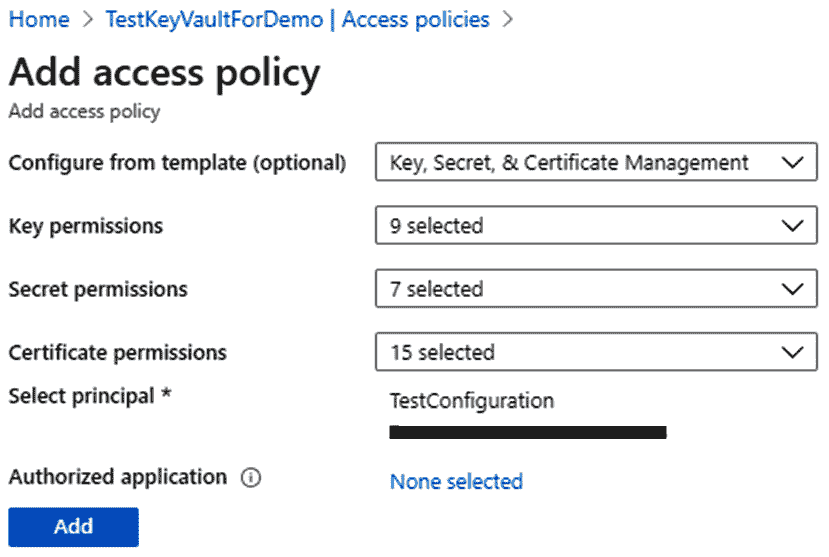 Home > TestKeyVaultForDemo | Access policies >
Add access policy
Add access policy
Configure from template (optional) Key, Secret, & Certificate Management
Key permissions 9 selected
Secret permissions 7 selected
Certificate permissions 15 selected
Select principal * TestConfiguration
Authorized application None selected
Add